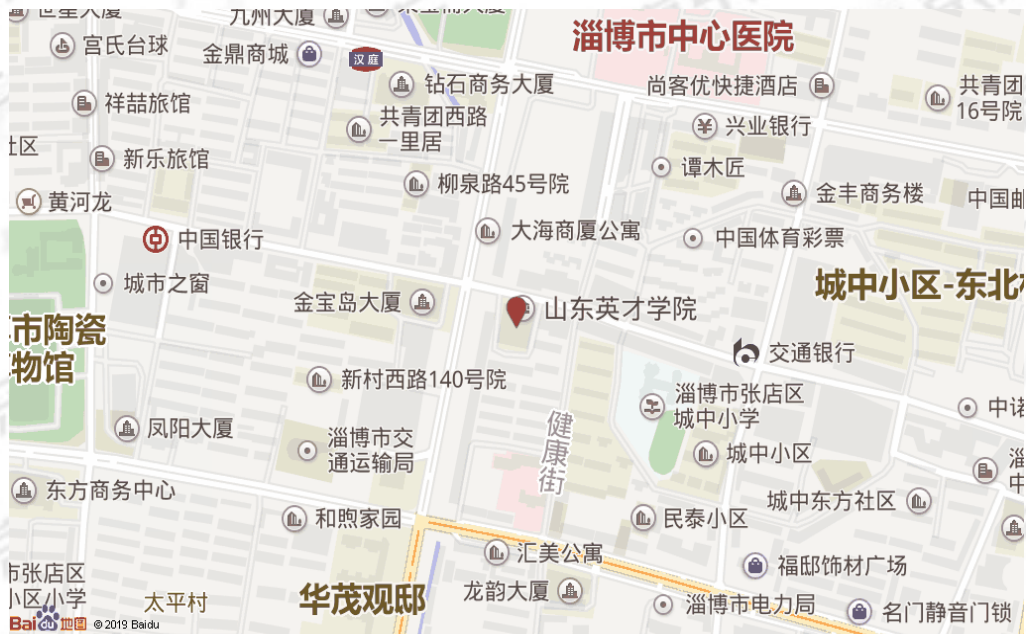 九州大厦
宫氏台球
金鼎商城
汉庭
淄博市中心医院
钻石商务大厦
尚客优快捷酒店
共青团
16号院
祥喆旅馆
共青团西路
一里居
兴业银行
社区
新乐旅馆
谭木匠
柳泉路45号院
金丰商务楼
黄河龙
中国邮
大海商厦公寓
中国银行
中国体育彩票
城市之窗
城中小区-东北
金宝岛大厦
山东英才学院
市陶瓷
物馆
交通银行
新村西路140号院
淄博市张店区
城中小学
中诺
凤阳大厦
健康街
淄博市交
通运输局
城中小区
东方商务中心
城中东方社区
和煦家园
民泰小区
汇美公寓
福邸饰材广场
市张店区
小区小学
龙韵大厦
太平村
华茂观邸
淄博市电力局
名门静音门锁
Bai du 地图 © 2019 Baidu